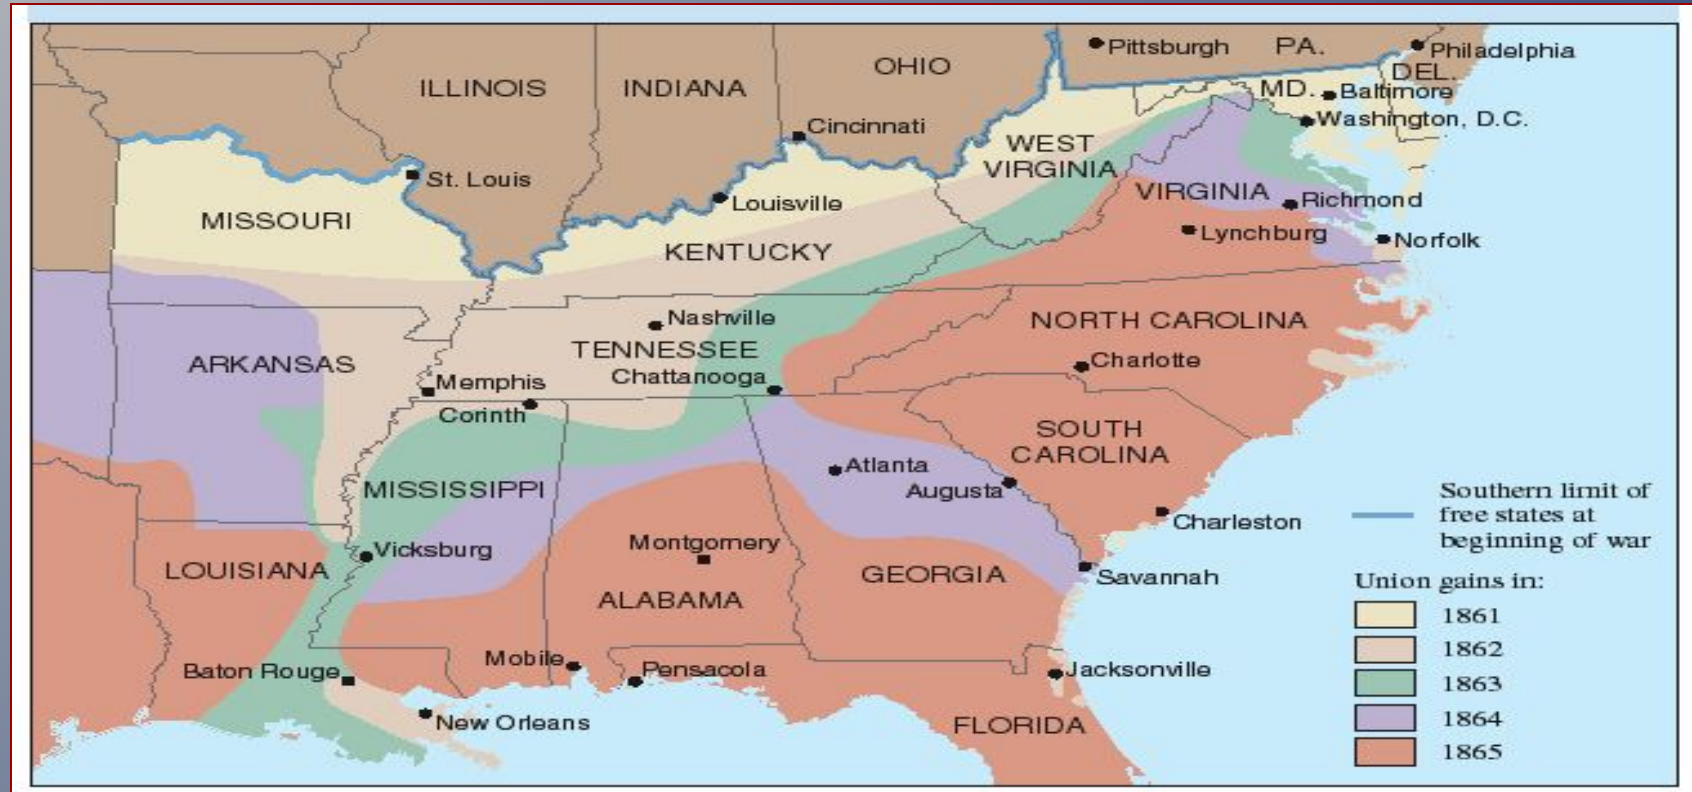 Pittsburgh
PA.
Philadelphia
OHIO
ILLINOIS
INDIANA
DEL.
MD.
Baltimore
Washington, D.C.
Cincinnati
WEST
VIRGINIA
St. Louis
VIRGINIA
Richmond
Louisville
MISSOURI
Lynchburg
Norfolk
KENTUCKY
Nashville
NORTH CAROLINA
TENNESSEE
ARKANSAS
Charlotte
Chattanooga
Memphis
Corinth
SOUTH
CAROLINA
Atlanta
Augusta
MISSISSIPPI
Charleston
Vicksburg
Montgomery
LOUISIANA
GEORGIA
Savannah
ALABAMA
Mobile
Pensacola
Jacksonville
Baton Rouge
New Orleans
FLORIDA
Southern limit of
free states at
beginning of war
Union gains in:
1861
1862
1863
1864
1865